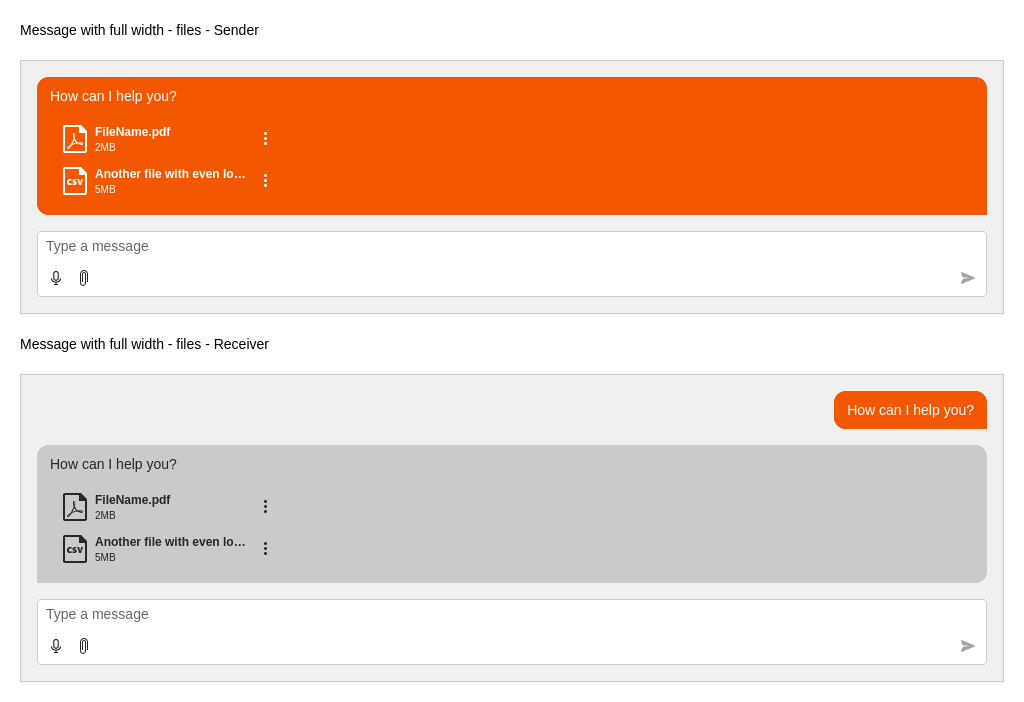 Message with full width - files - Sender
How can I help you?
FileName.pdf
2MB
CSV
Another file with even lo…
5MB
Type a message
Message with full width - files - Receiver
How can I help you?
How can I help you?
FileName.pdf
2MB
CSV
Another file with even lo…
5MB
Type a message